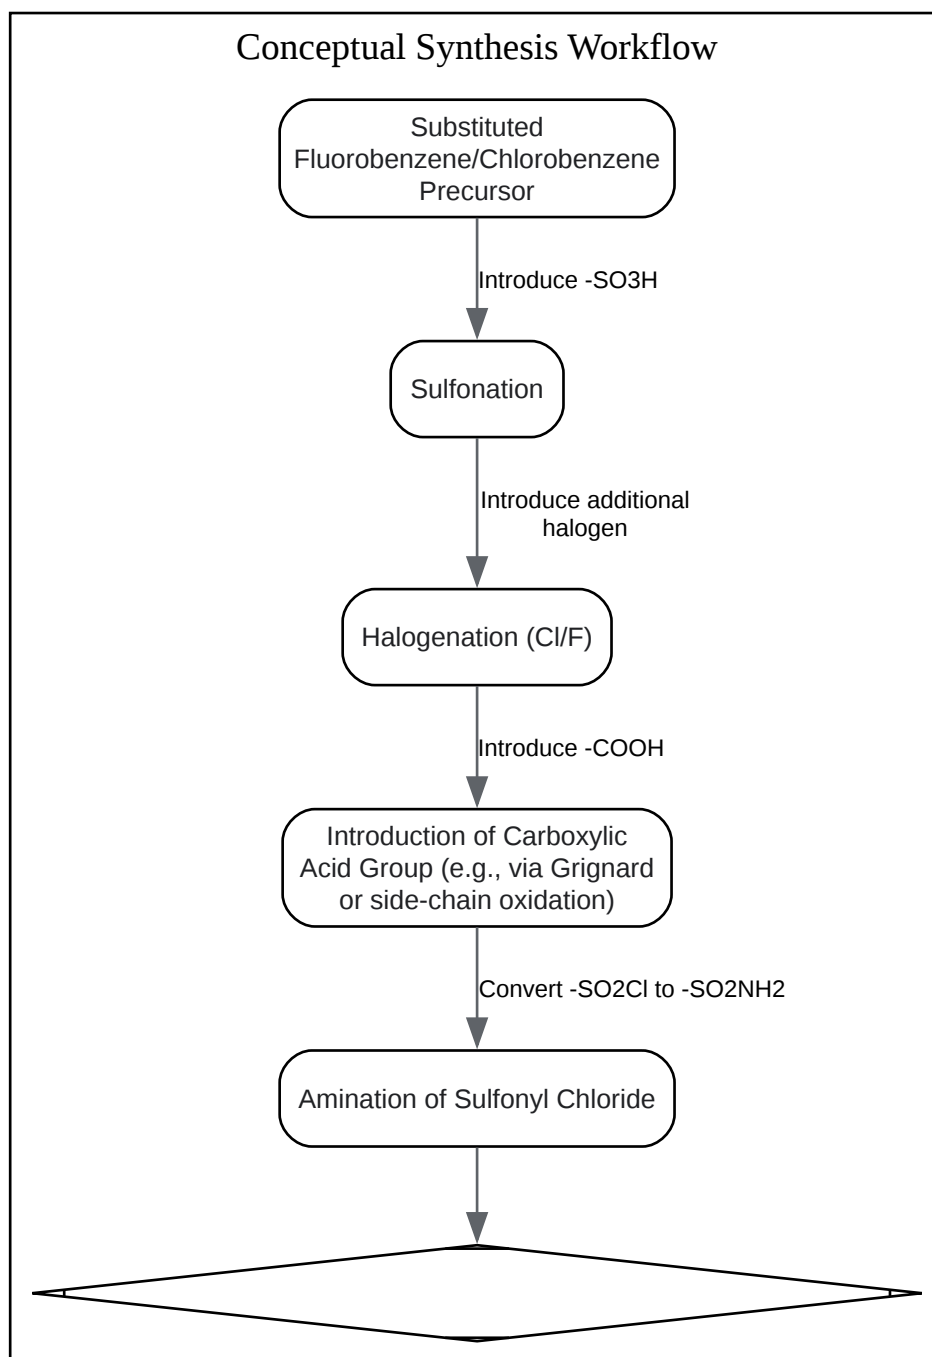 Conceptual Synthesis Workflow
Substituted
Fluorobenzene/Chlorobenzene
Precursor
Introduce -SO3H
Sulfonation
Introduce additional
halogen
Halogenation (Cl/F)
Introduce -COOH
Introduction of Carboxylic
Acid Group (e.g., via Grignard
or side-chain oxidation)
Convert -SO2Cl to -SO2NH2
Amination of Sulfonyl Chloride